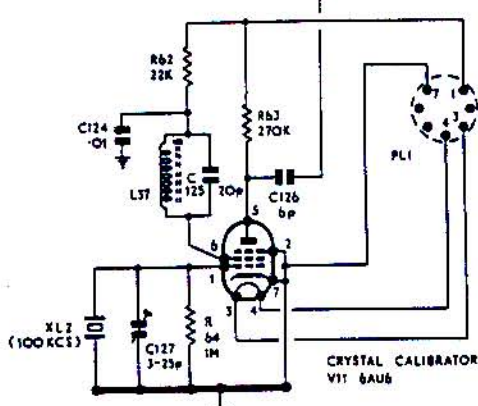 R62
22K
C124
·01
L37
C
125
20p
R63
270K
C126
6p
7
1
4
3
PL1
5
6
2
1
7
3
4
XL2
(100KCS)
C127
3-25p
R
64
1M
CRYSTAL CALIBRATOR
V11 6AU6